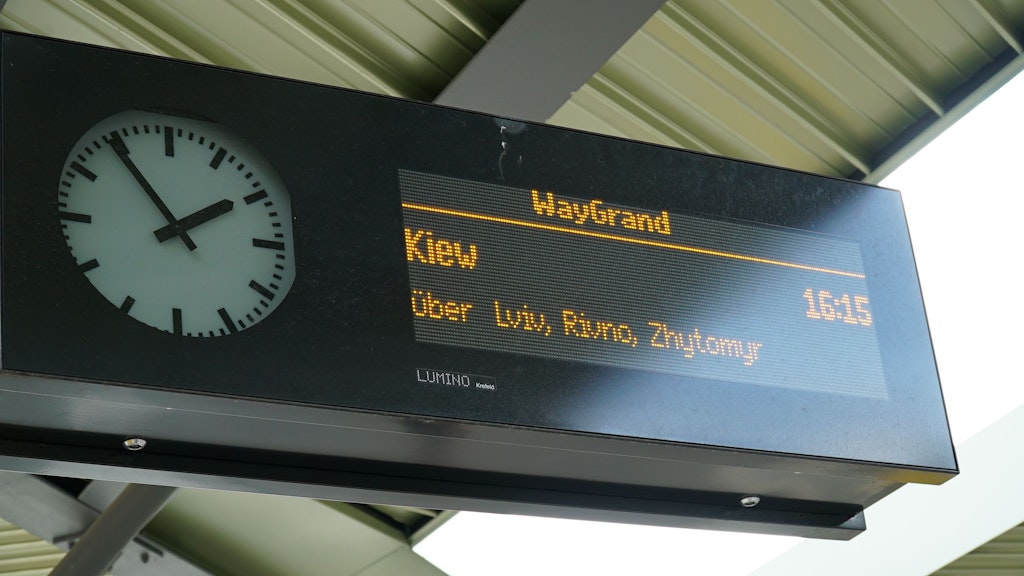 WayGrand
Kiew
16:15
über Lviv, Rivno, Zhytomyr
LUMINO Krefeld